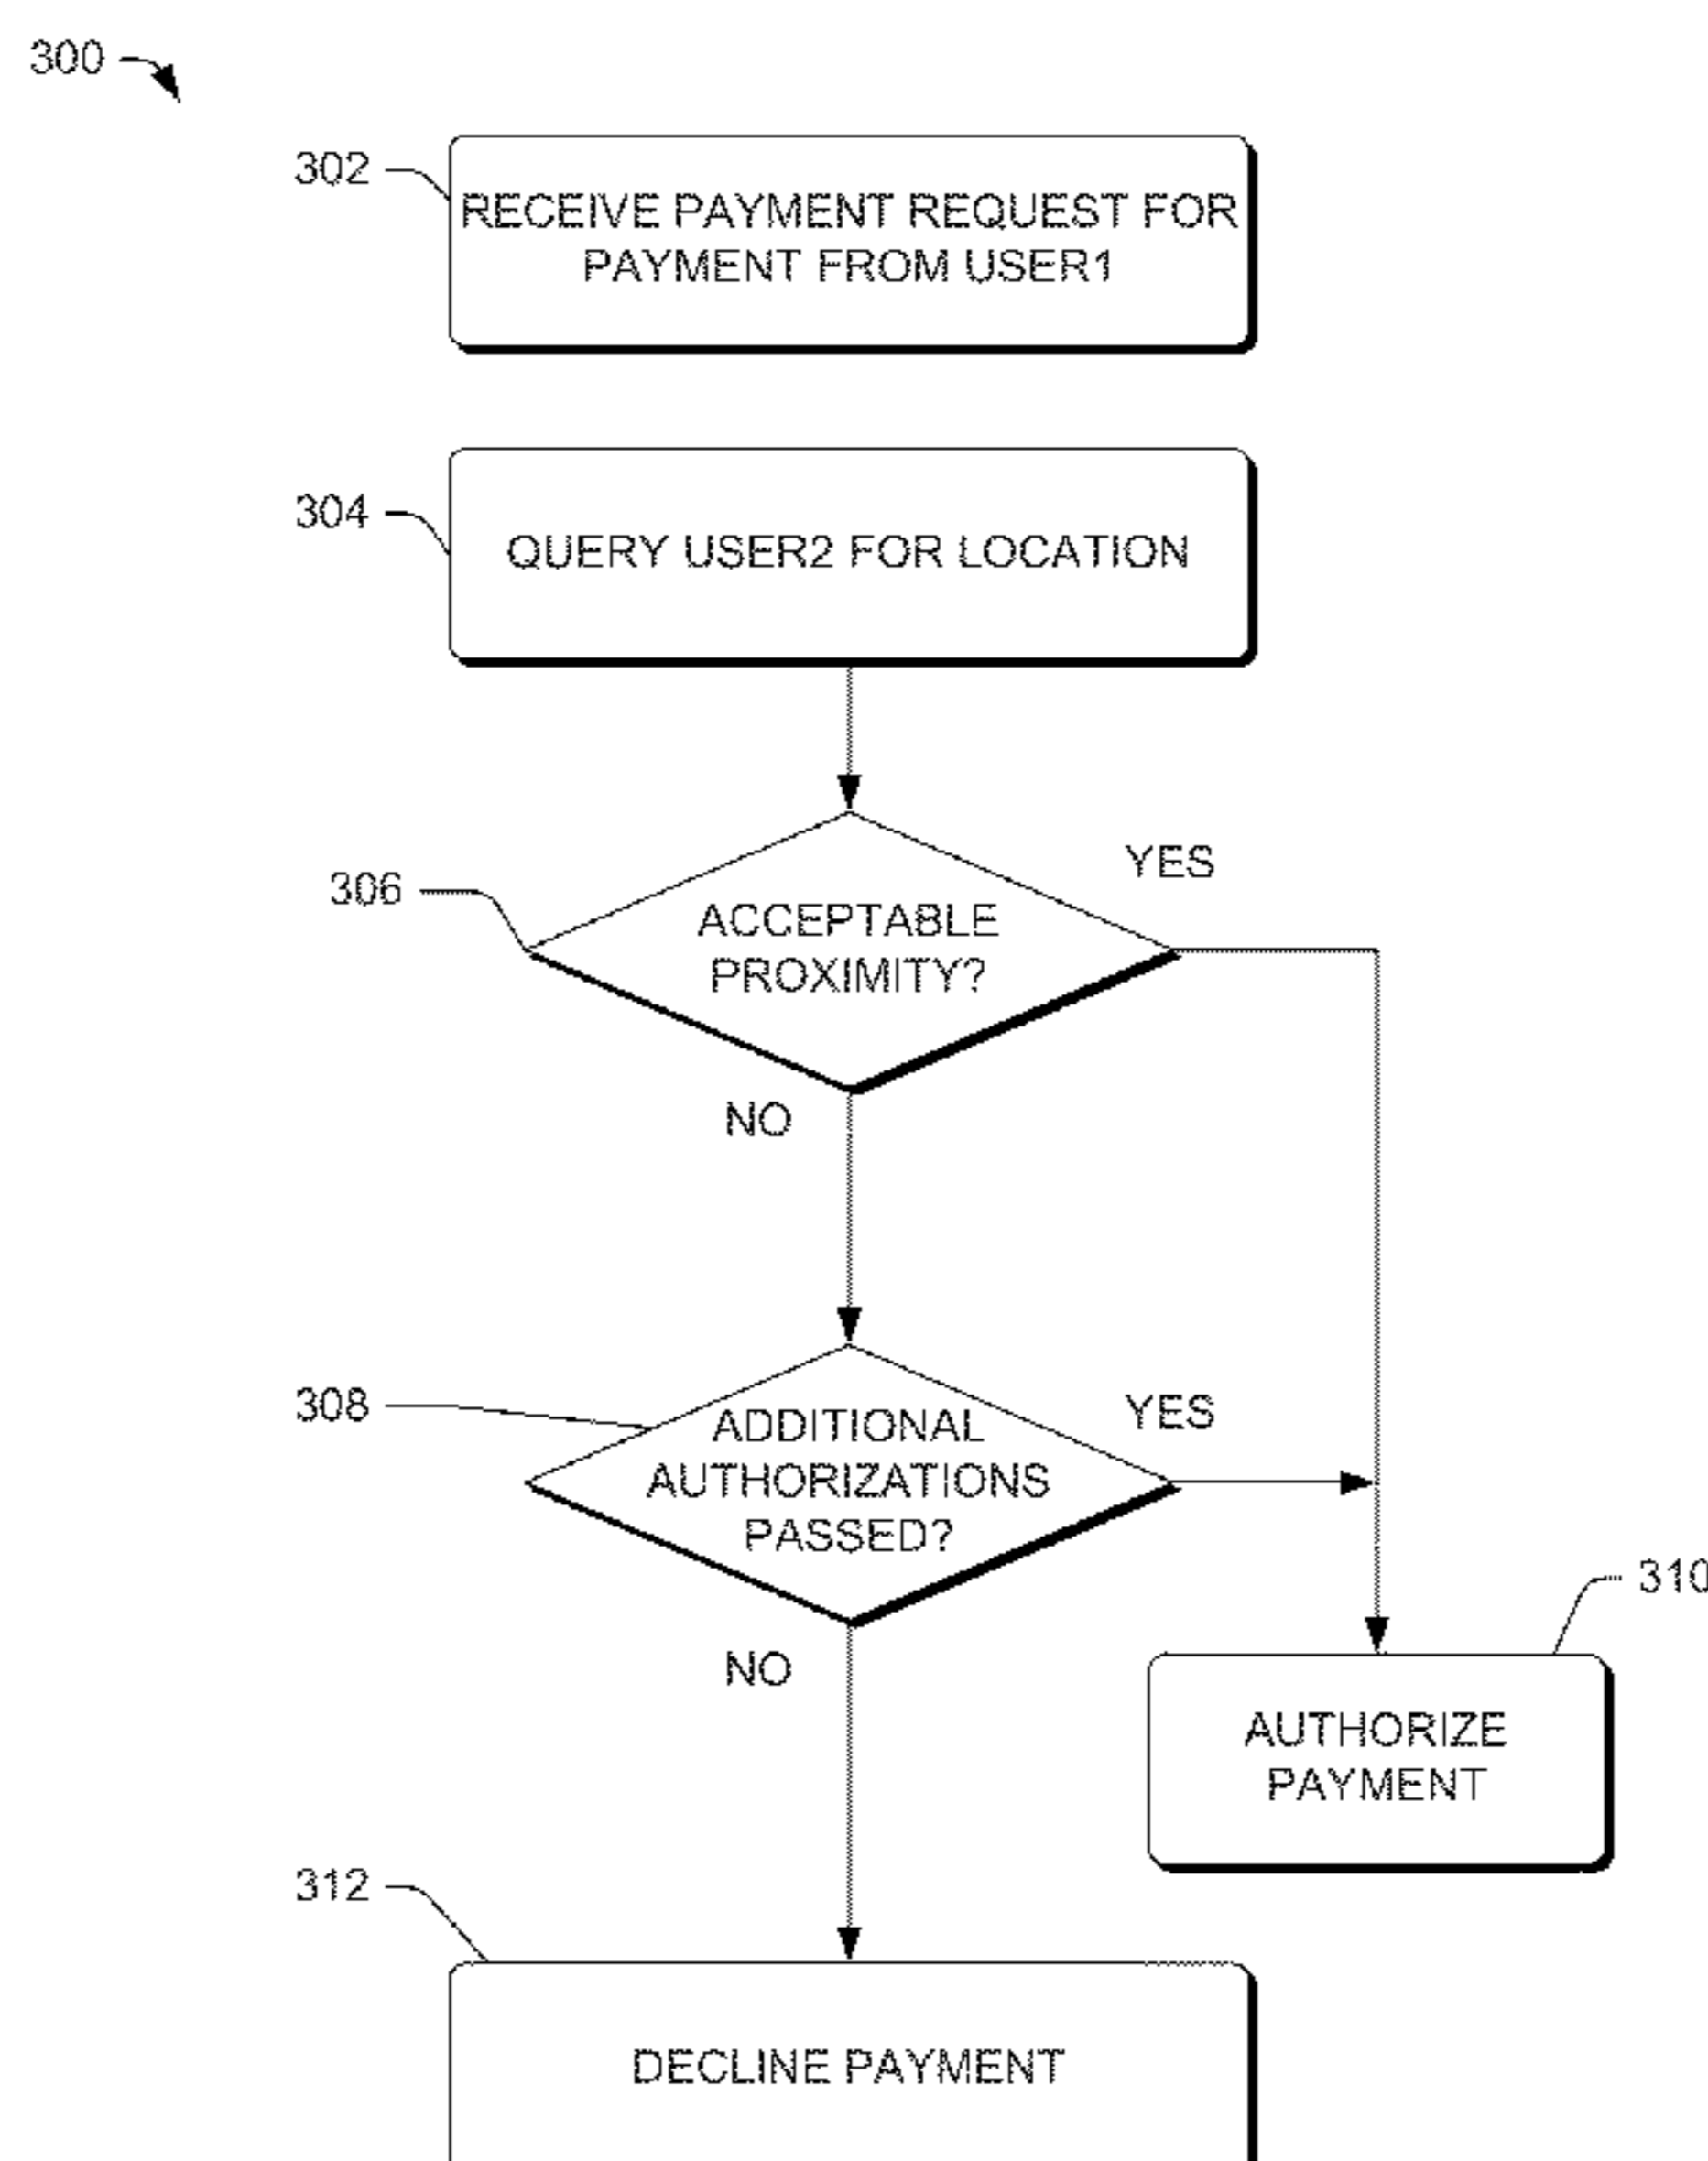 300
302
RECEIVE PAYMENT REQUEST FOR
PAYMENT FROM USER1
304
QUERY USER2 FOR LOCATION
306
ACCEPTABLE
PROXIMITY?
YES
NO
308
ADDITIONAL
AUTHORIZATIONS
PASSED?
YES
NO
310
AUTHORIZE
PAYMENT
312
DECLINE PAYMENT